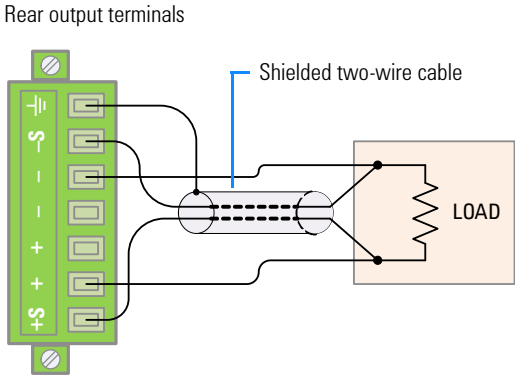 Rear output terminals
Shielded two-wire cable
S–
–
–
+
+
S+
LOAD